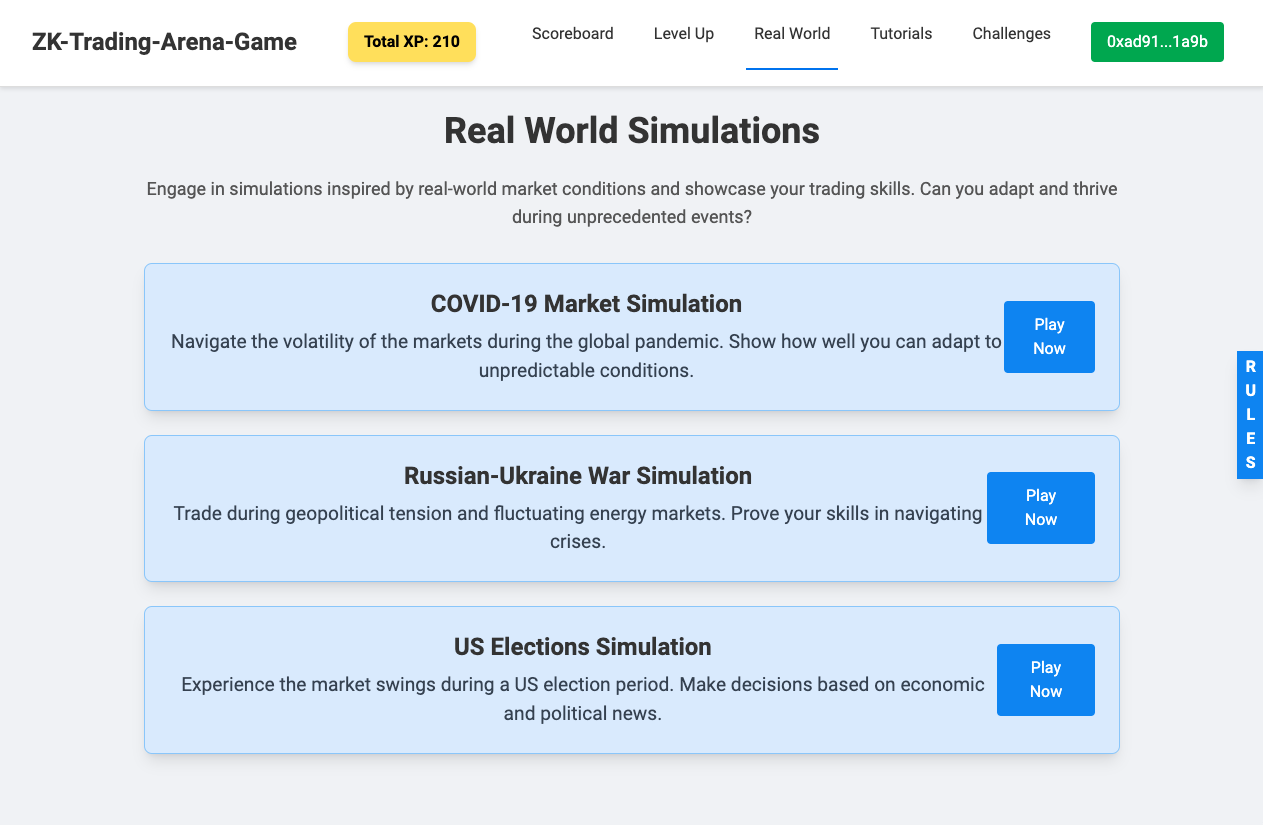 ZK-Trading-Arena-Game
Total XP: 210
Scoreboard
Level Up
Real World
Tutorials
Challenges
0xad91...1a9b
Real World Simulations
Engage in simulations inspired by real-world market conditions and showcase your trading skills. Can you adapt and thrive
during unprecedented events?
COVID-19 Market Simulation
Navigate the volatility of the markets during the global pandemic. Show how well you can adapt to
unpredictable conditions.
Play
Now
Russian-Ukraine War Simulation
Trade during geopolitical tension and fluctuating energy markets. Prove your skills in navigating
crises.
Play
Now
US Elections Simulation
Experience the market swings during a US election period. Make decisions based on economic
and political news.
Play
Now
R
U
L
E
S